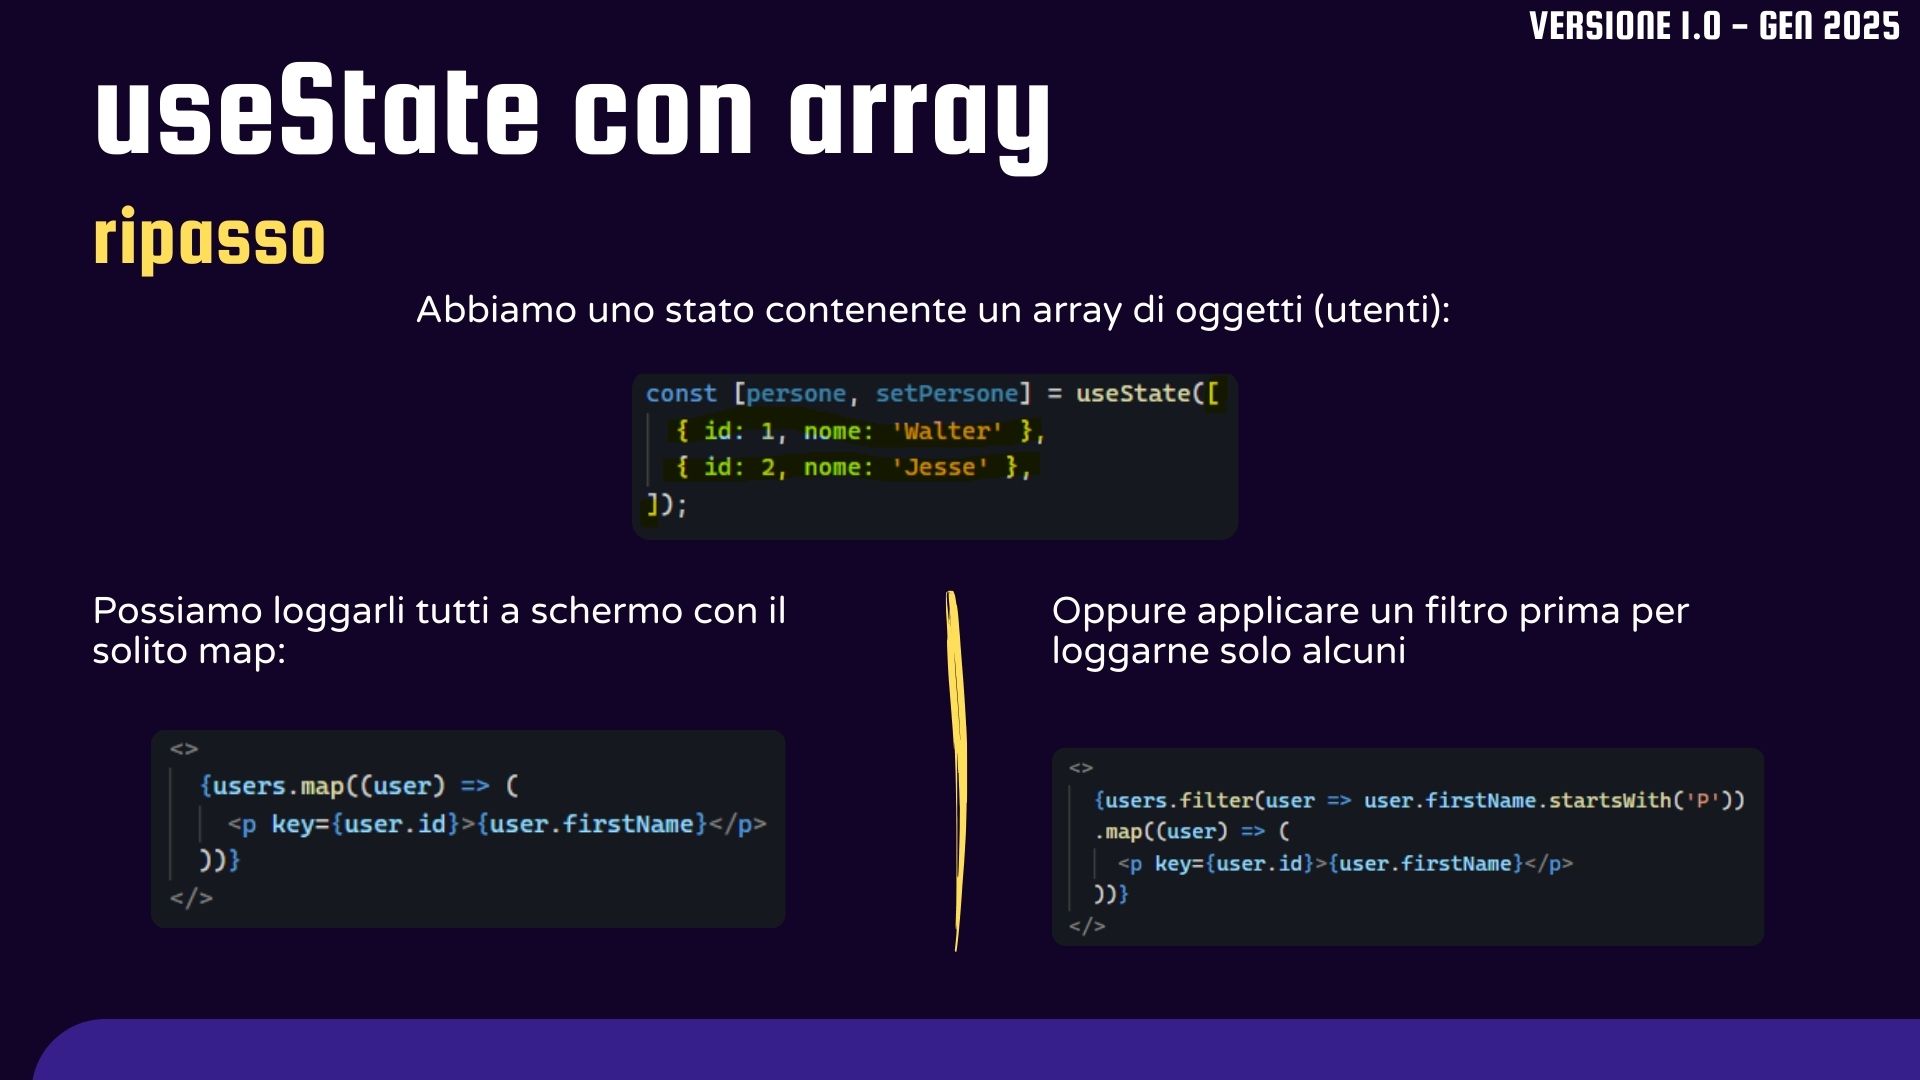 VERSIONE 1.0 - GEN 2025
useState con array
ripasso
Abbiamo uno stato contenente un array di oggetti (utenti):
const [persone, setPersone] = useState([
{ id: 1, nome: 'Walter' },
{ id: 2, nome: 'Jesse' },
]);
Possiamo loggarli tutti a schermo con il
solito map:
<>
{users.map((user) => (
<p key={user.id}>{user.firstName}</p>
))}
</>
Oppure applicare un filtro prima per
loggarne solo alcuni
<>
{users.filter(user => user.firstName.startsWith('P'))
.map((user) => (
<p key={user.id}>{user.firstName}</p>
))}
</>